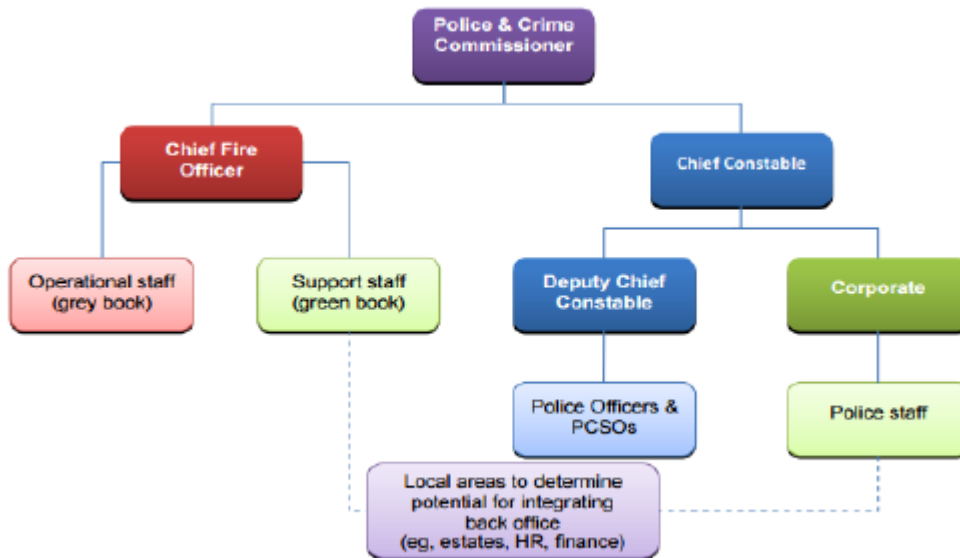 Police & Crime
Commissioner
Chief Fire
Officer
Chief Constable
Operational staff
(grey book)
Support staff
(green book)
Deputy Chief
Constable
Corporate
Police Officers &
PCSOs
Police staff
Local areas to determine
potential for integrating
back office
(eg, estates, HR, finance)